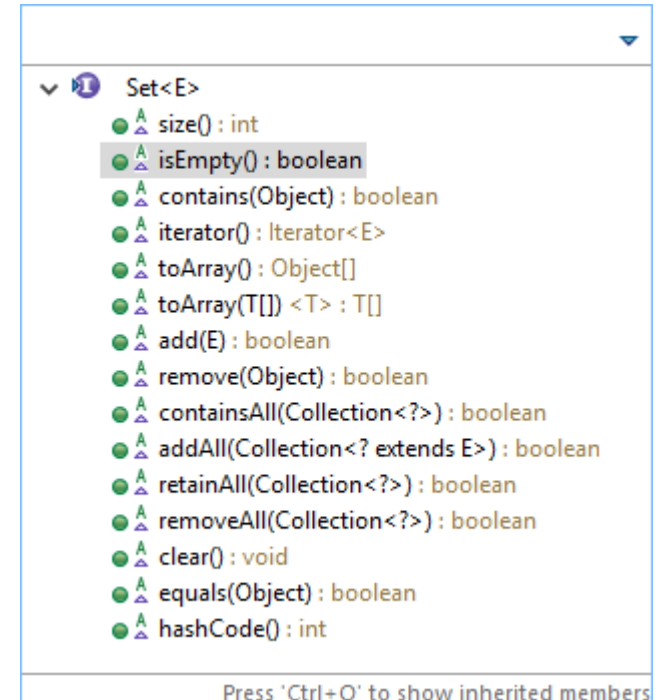 Set<E>
A size() : int
A isEmpty() : boolean
A contains(Object) : boolean
A iterator() : Iterator<E>
A toArray() : Object[]
A toArray(T[]) <T> : T[]
A add(E) : boolean
A remove(Object) : boolean
A containsAll(Collection<?>) : boolean
A addAll(Collection<? extends E>) : boolean
A retainAll(Collection<?>) : boolean
A removeAll(Collection<?>) : boolean
A clear() : void
A equals(Object) : boolean
A hashCode() : int
Press 'Ctrl+O' to show inherited members